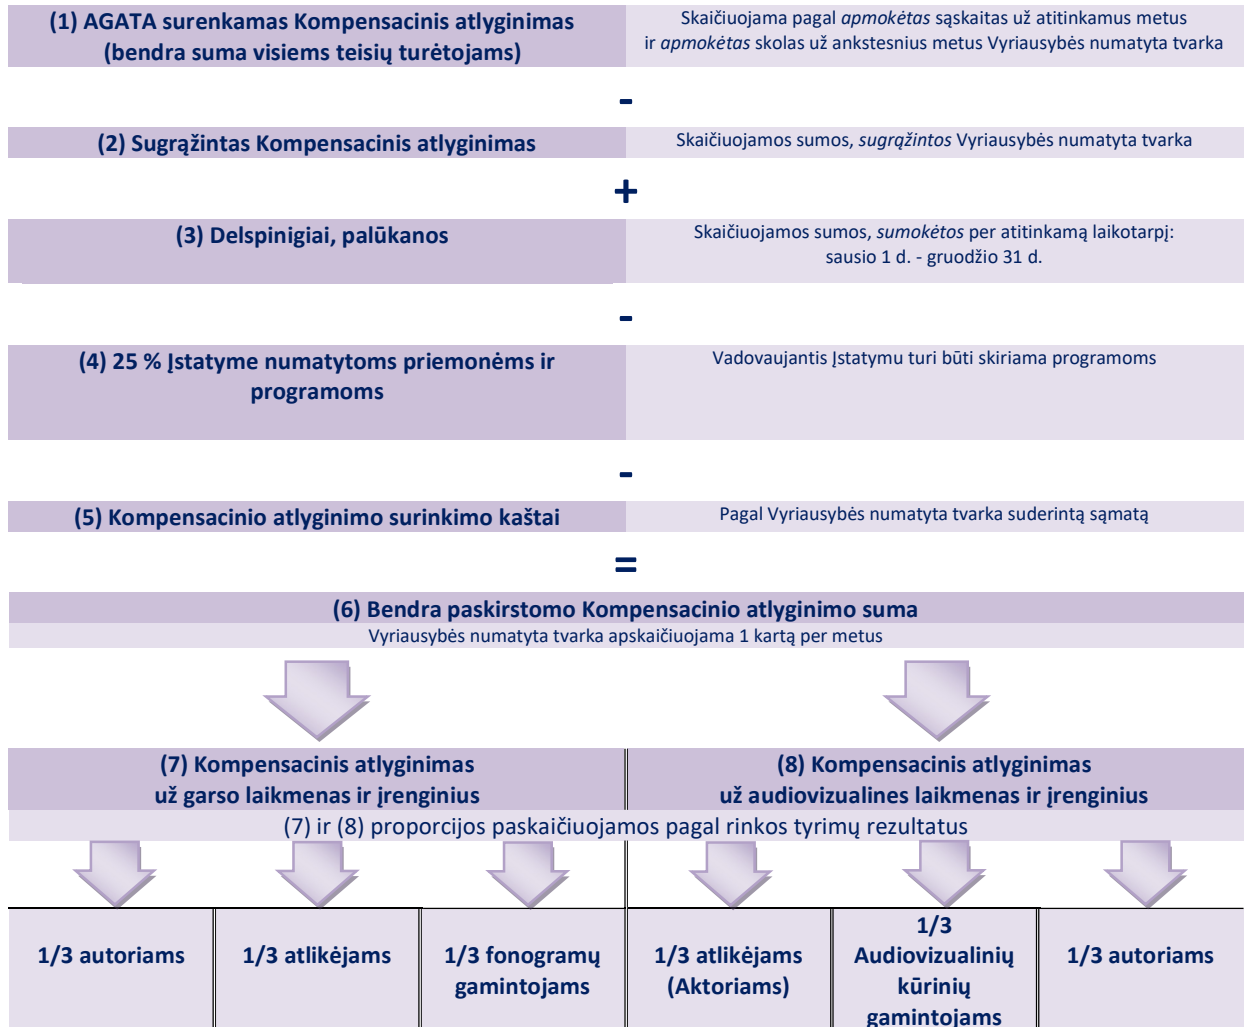 (1) AGATA surenkamas Kompensacinis atlyginimas
(bendra suma visiems teisių turėtojams)
Skaičiuojama pagal apmokėtas sąskaitas už atitinkamus metus
ir apmokėtas skolas už ankstesnius metus Vyriausybės numatyta tvarka
-
(2) Sugrąžintas Kompensacinis atlyginimas
Skaičiuojamos sumos, sugrąžintos Vyriausybės numatyta tvarka
+
(3) Delspinigiai, palūkanos
Skaičiuojamos sumos, sumokėtos per atitinkamą laikotarpį:
sausio 1 d. - gruodžio 31 d.
-
(4) 25 % Įstatyme numatytoms priemonėms ir
programoms
Vadovaujantis Įstatymu turi būti skiriama programoms
-
(5) Kompensacinio atlyginimo surinkimo kaštai
Pagal Vyriausybės numatyta tvarka suderintą sąmatą
=
(6) Bendra paskirstomo Kompensacinio atlyginimo suma
Vyriausybės numatyta tvarka apskaičiuojama 1 kartą per metus
(7) Kompensacinis atlyginimas
už garso laikmenas ir įrenginius
(8) Kompensacinis atlyginimas
už audiovizualines laikmenas ir įrenginius
(7) ir (8) proporcijos paskaičiuojamos pagal rinkos tyrimų rezultatus
1/3 autoriams
1/3 atlikėjams
1/3 fonogramų
gamintojams
1/3 atlikėjams
(Aktoriams)
1/3
Audiovizualinių
kūrinių
gamintojams
1/3 autoriams